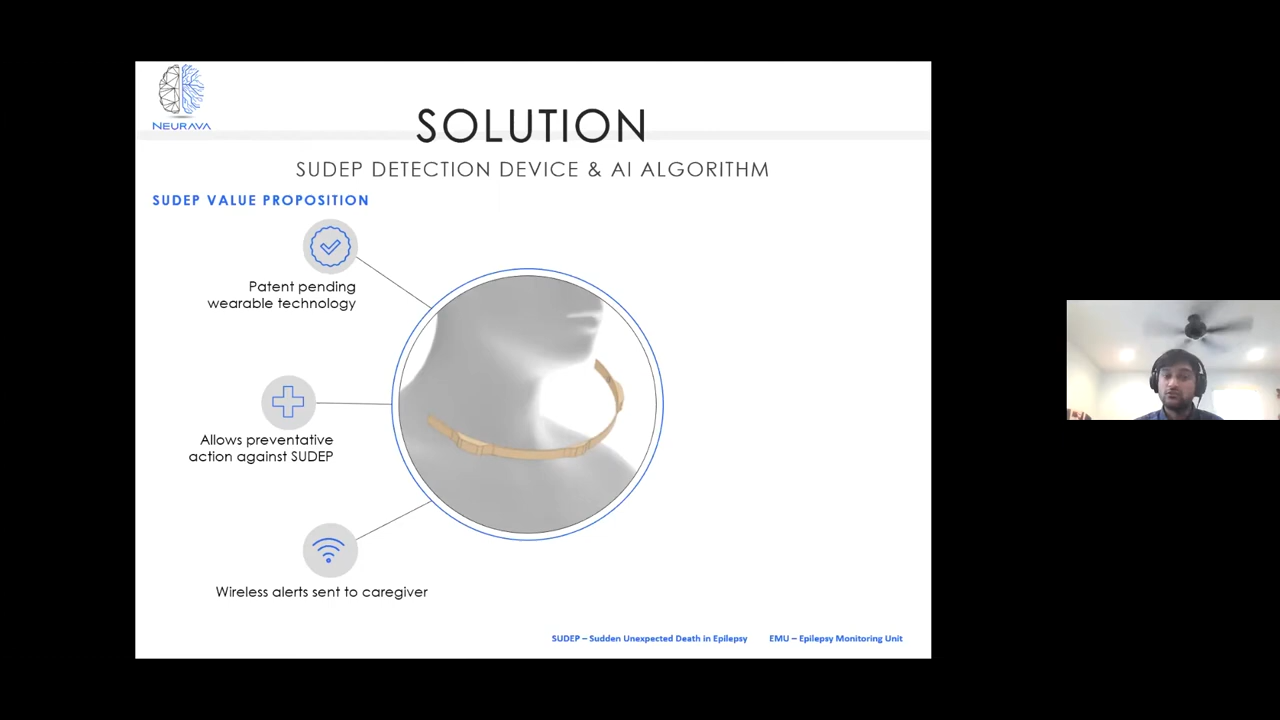 NEURAVA
SOLUTION
SUDEP DETECTION DEVICE & AI ALGORITHM
SUDEP VALUE PROPOSITION
Patent pending
wearable technology
Allows preventative
action against SUDEP
Wireless alerts sent to caregiver
SUDEP – Sudden Unexpected Death in Epilepsy
EMU – Epilepsy Monitoring Unit